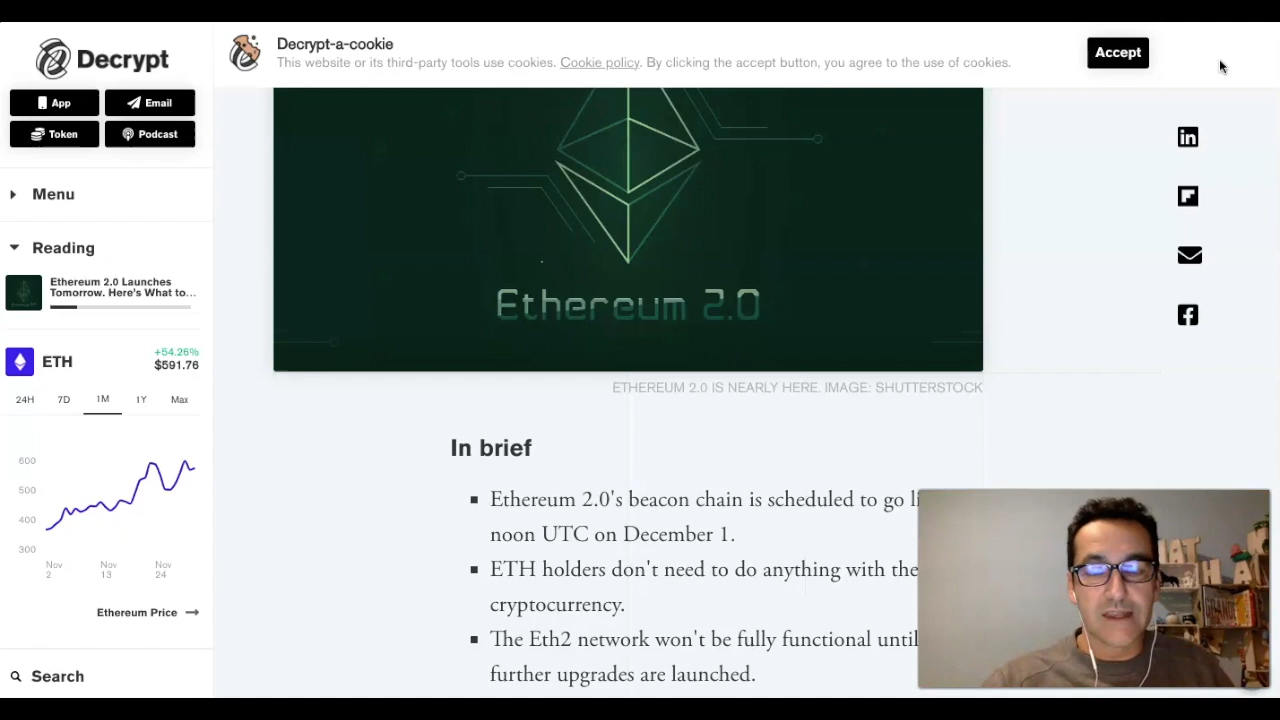 Decrypt
App
Email
Token
Podcast
Menu
Reading
Ethereum 2.0 Launches
Tomorrow. Here's What to...
ETH
+54.26%
$591.76
24H 7D 1M 1Y Max
600
500
400
300
Nov 2
Nov 13
Nov 24
Ethereum Price
Search
Decrypt-a-cookie
This website or its third-party tools use cookies. Cookie policy. By clicking the accept button, you agree to the use of cookies.
Accept
Ethereum 2.0
ETHEREUM 2.0 IS NEARLY HERE. IMAGE: SHUTTERSTOCK
In brief
Ethereum 2.0's beacon chain is scheduled to go
noon UTC on December 1.
ETH holders don't need to do anything with the
cryptocurrency.
The Eth2 network won't be fully functional until
further upgrades are launched.